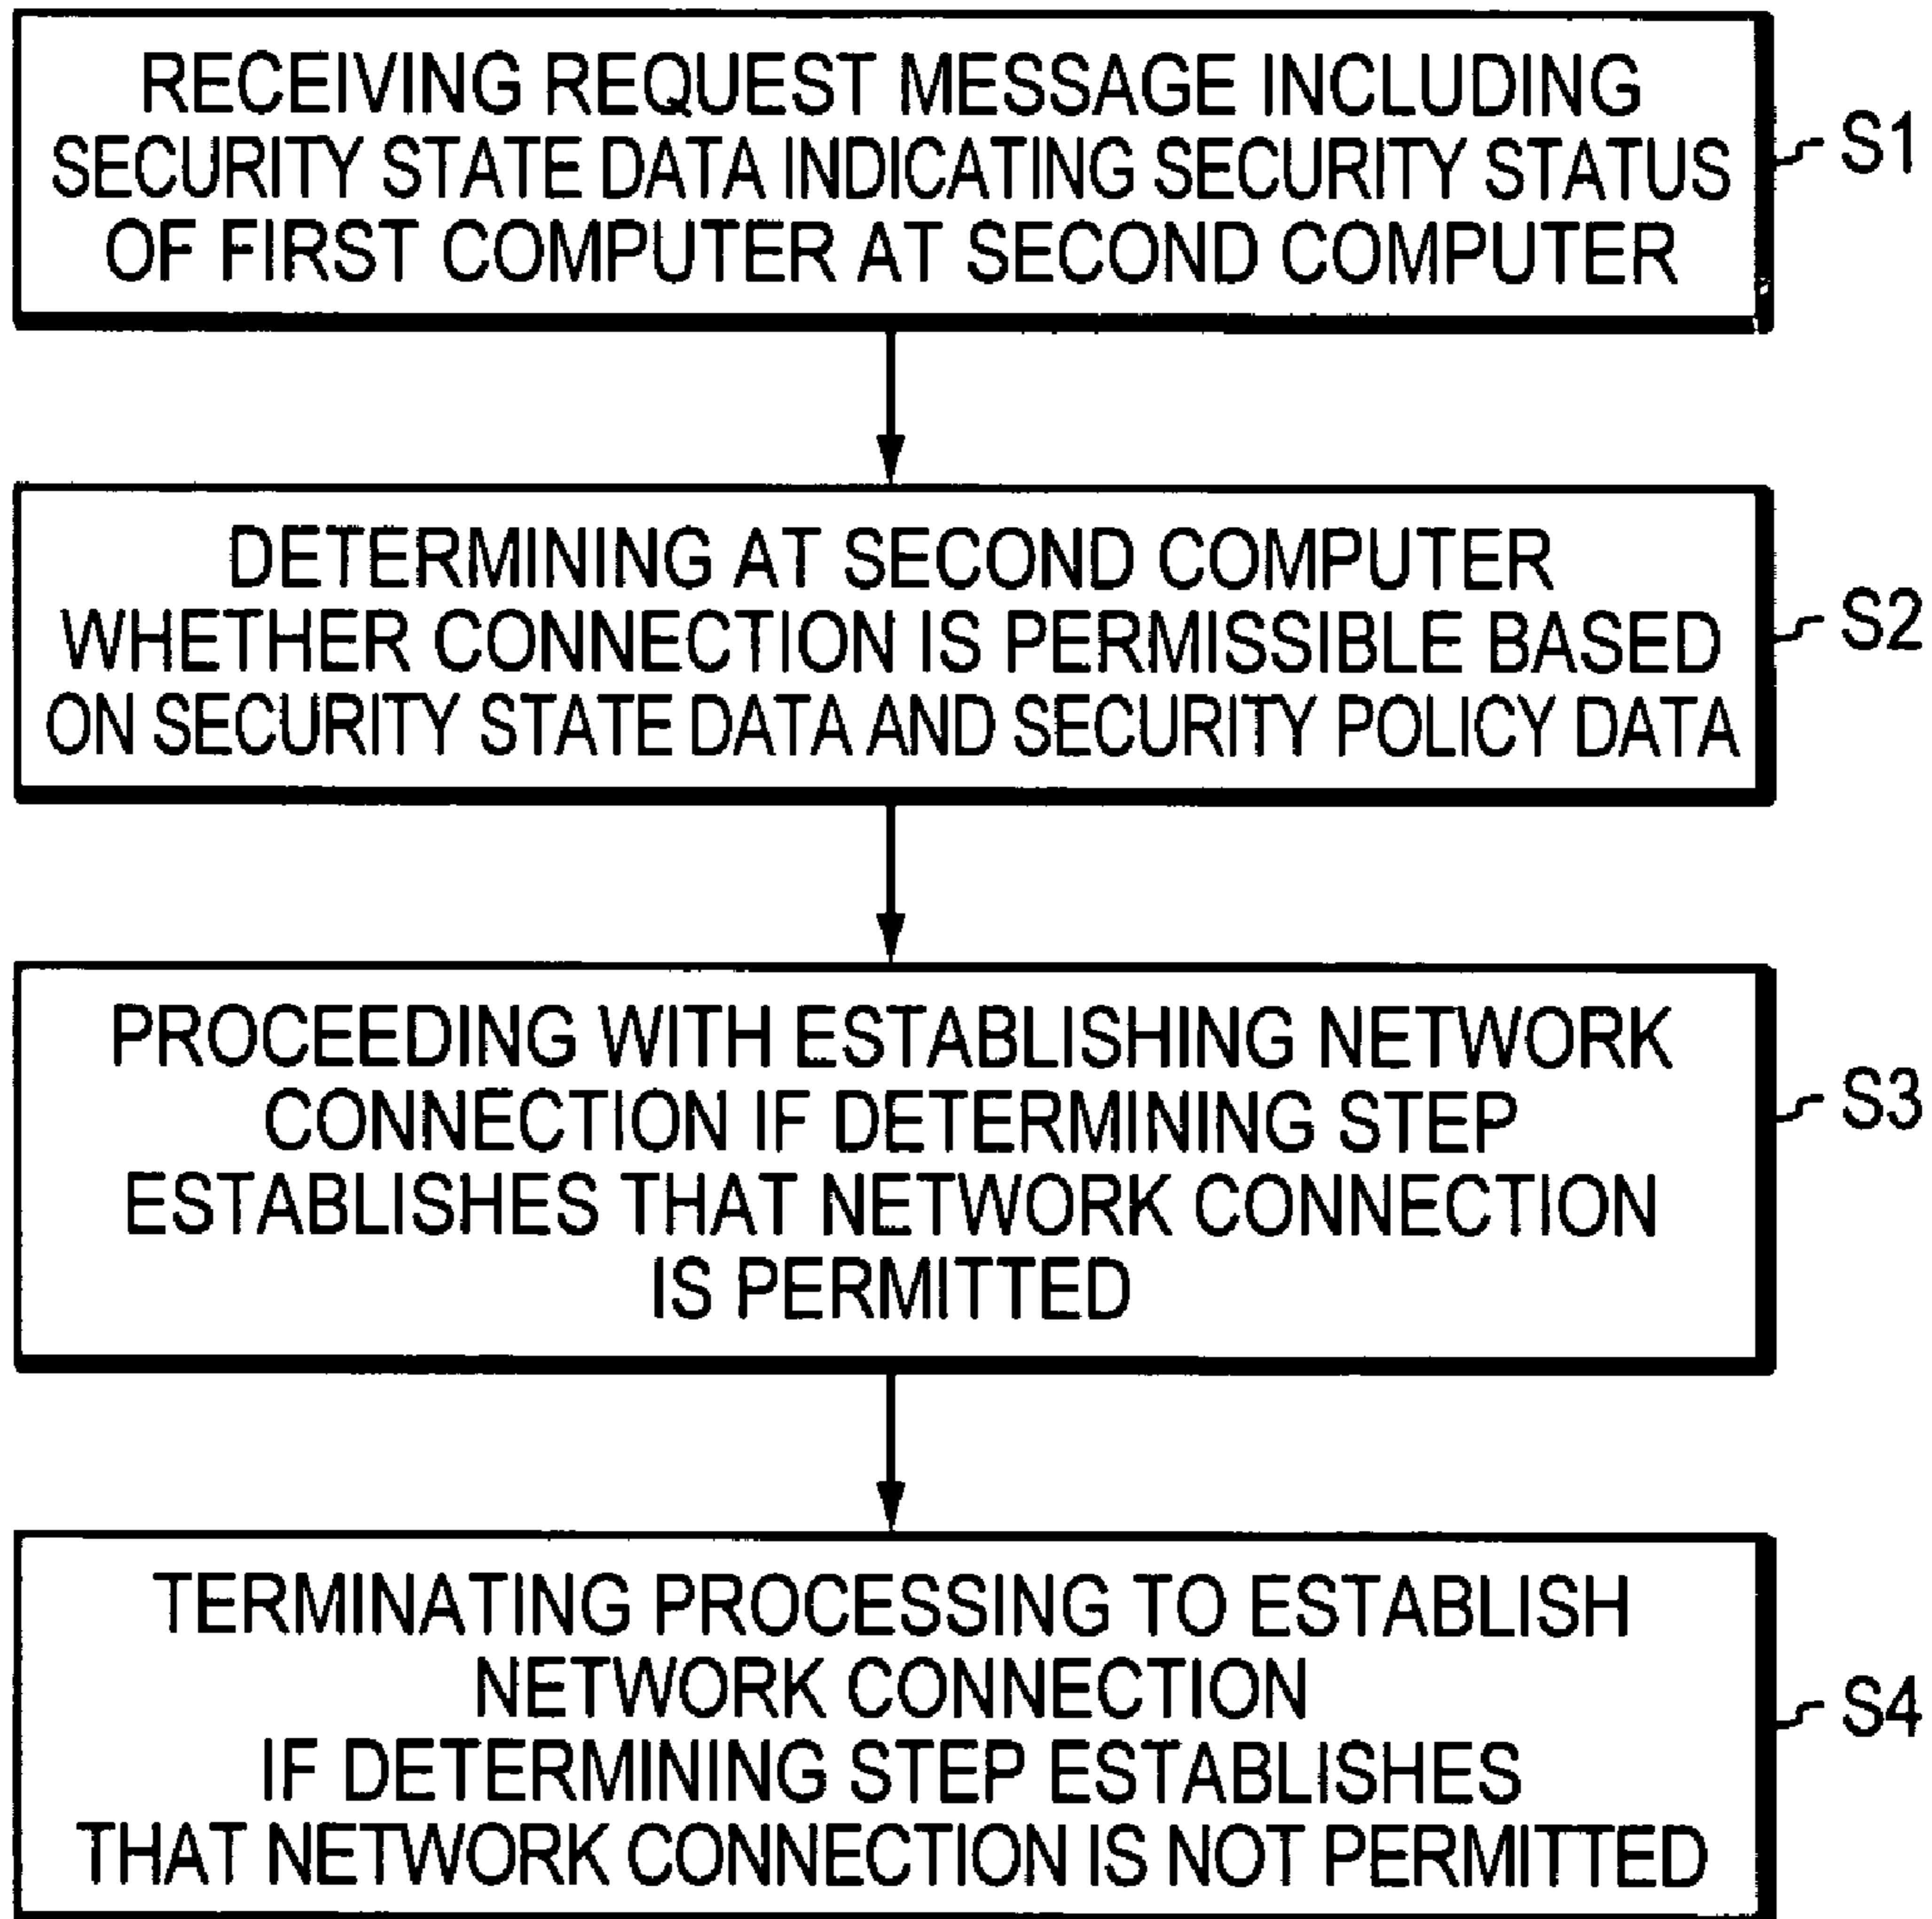 RECEIVING REQUEST MESSAGE INCLUDING
SECURITY STATE DATA INDICATING SECURITY STATUS
OF FIRST COMPUTER AT SECOND COMPUTER
S1
DETERMINING AT SECOND COMPUTER
WHETHER CONNECTION IS PERMISSIBLE BASED
ON SECURITY STATE DATA AND SECURITY POLICY DATA
S2
PROCEEDING WITH ESTABLISHING NETWORK
CONNECTION IF DETERMINING STEP
ESTABLISHES THAT NETWORK CONNECTION
IS PERMITTED
S3
TERMINATING PROCESSING TO ESTABLISH
NETWORK CONNECTION
IF DETERMINING STEP ESTABLISHES
THAT NETWORK CONNECTION IS NOT PERMITTED
S4